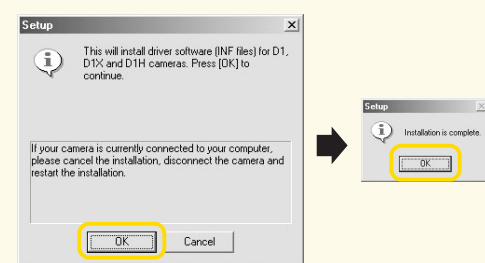 Setup
This will install driver software (INF files) for D1,
D1X and D1H cameras. Press [OK] to
continue.
If your camera is currently connected to your computer,
please cancel the installation, disconnect the camera and
restart the installation.
OK
Cancel
Setup
Installation is complete.
OK